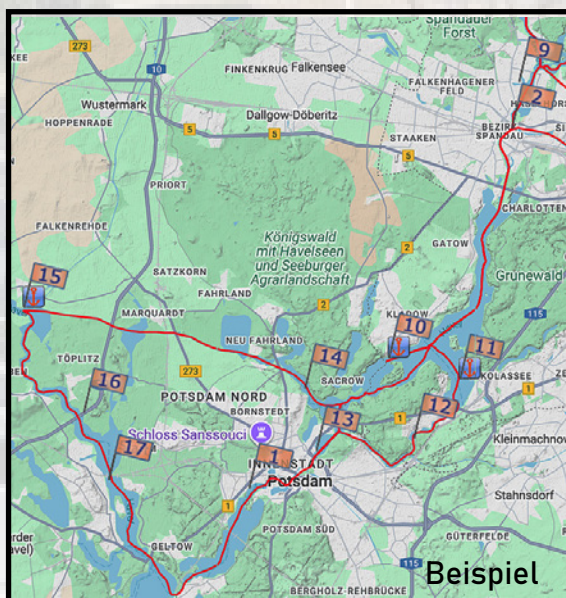 Spandauer
Forst
9
273
10
FINKENKRUG
Falkensee
FALKENHAGENER
FELD
2
Wustermark
HOPPENRADE
Dallgow-Döberitz
5
STAAKEN
BEZIRK
SPANDAU
5
PRIORT
CHARLOTTEN
Königswald
mit Havelseen
und Seeburger
Agrarlandschaft
2
GATOW
FALKENREHDE
Grunewald
15
SATZKORN
FAHRLAND
2
KLADOW
115
MARQUARDT
10
NEU FAHRLAND
11
TÖPLITZ
14
KOLASSEE
SACROW
1
273
16
POTSDAM NORD
12
BORNSTEDT
13
1
Schloss Sanssouci
Kleinmachnow
17
1
INNENSTADT
Potsdam
Stahnsdorf
1
POTSDAM SÜD
GELTOW
GÜTERFELDE
115
BERGHOLZ-REHBRÜCKE
Beispiel